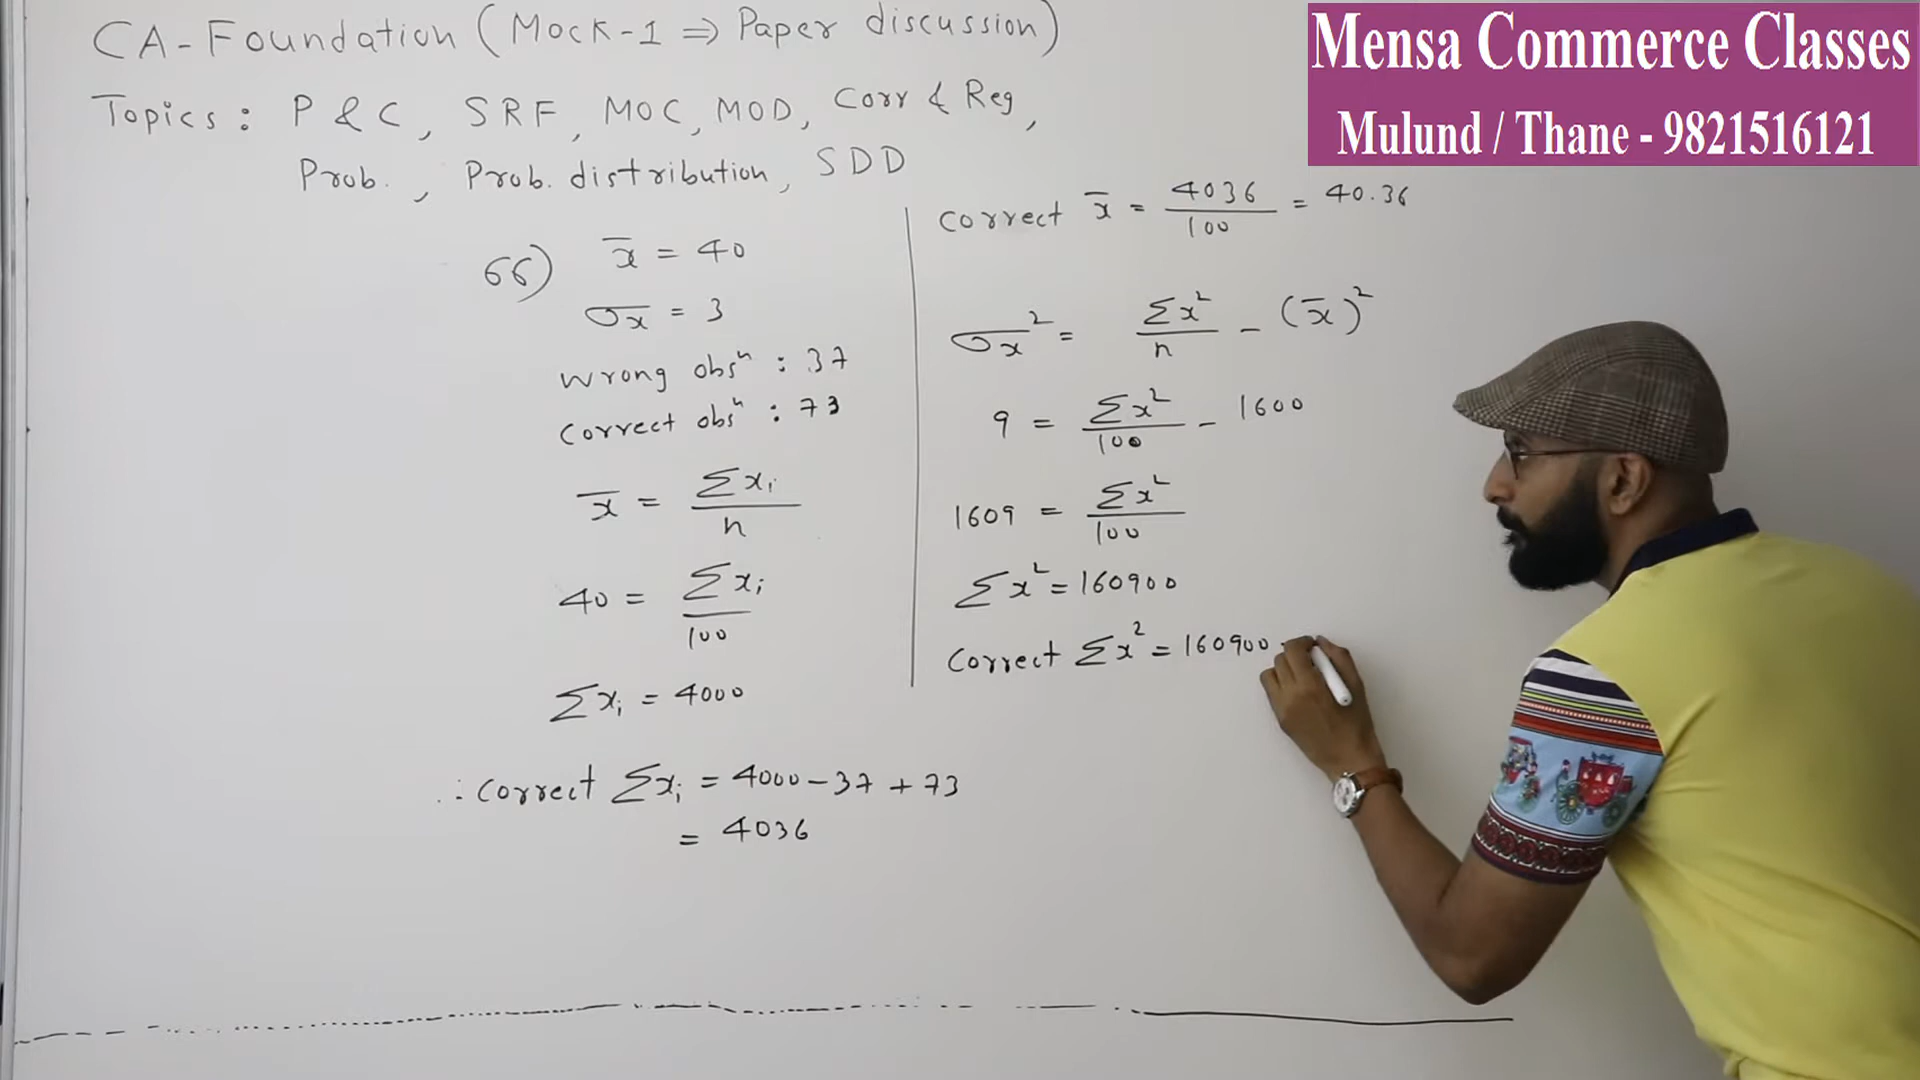 CA-Foundation (Mock-1 ⇒ Paper discussion)
Topics : P & C, SRF, MOC, MOD, Corr & Reg,
Prob., Prob. distribution, SDD
Mensa Commerce Classes
Mulund / Thane - 9821516121
66) x̄ = 40
σx = 3
wrong obsⁿ : 37
correct obsⁿ : 73
x̄ = Σxi / n
40 = Σxi / 100
Σxi = 4000
∴ correct Σxi = 4000 - 37 + 73
= 4036
correct x̄ = 4036 / 100 = 40.36
σx² = Σx² / n - (x̄)²
9 = Σx² / 100 - 1600
1609 = Σx² / 100
Σx² = 160900
correct Σx² = 160900 -